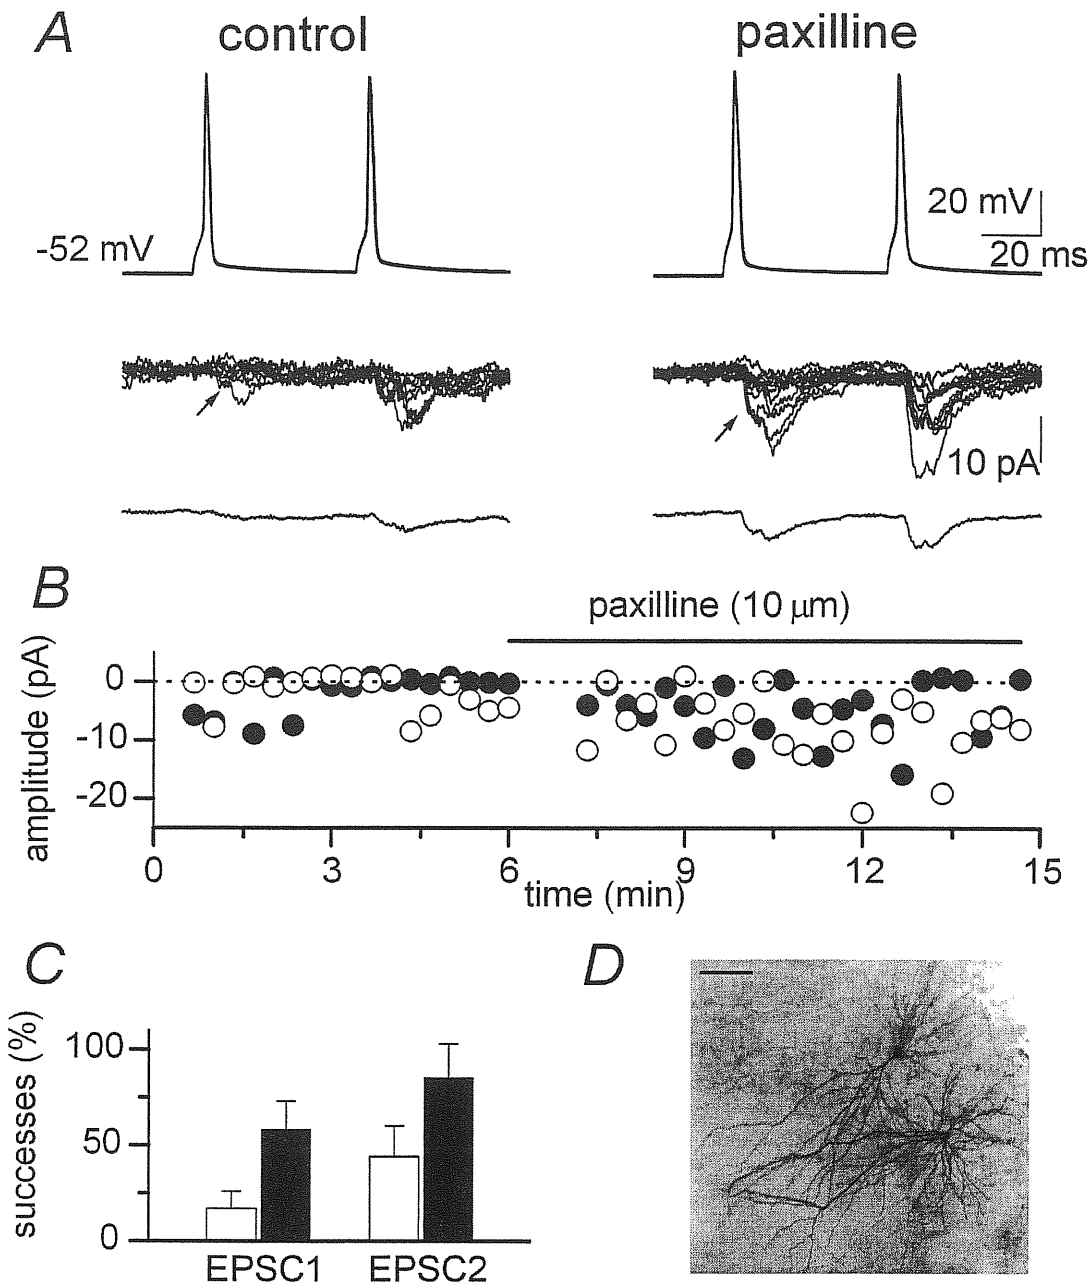 A
control
paxilline
-52 mV
20 mV
20 ms
10 pA
B
paxilline (10 μm)
amplitude (pA)
0
-10
-20
0 3 6 9 12 15
time (min)
C
D
successes (%)
100
50
0
EPSC1 EPSC2